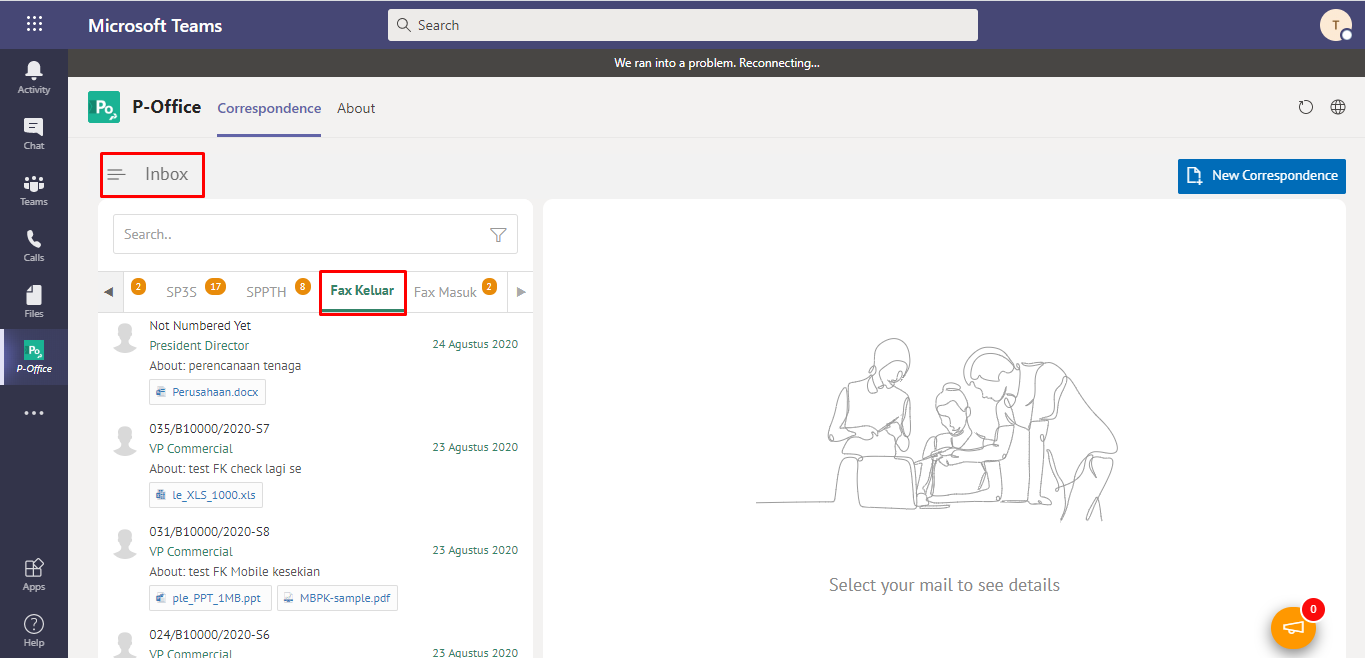 Microsoft Teams
Search
T
We ran into a problem. Reconnecting...
Activity
Chat
Teams
Calls
Files
Po
P-Office
Apps
Help
Po
P-Office
Correspondence
About
Inbox
New Correspondence
Search..
2
SP3S 17
SPPTH 8
Fax Keluar
Fax Masuk 2
Not Numbered Yet
President Director
24 Agustus 2020
About: perencanaan tenaga
Perusahaan.docx
035/B10000/2020-S7
VP Commercial
23 Agustus 2020
About: test FK check lagi se
le_XLS_1000.xls
031/B10000/2020-S8
VP Commercial
23 Agustus 2020
About: test FK Mobile kesekian
ple_PPT_1MB.ppt
MBPK-sample.pdf
024/B10000/2020-S6
VP Commercial
23 Agustus 2020
Select your mail to see details
0